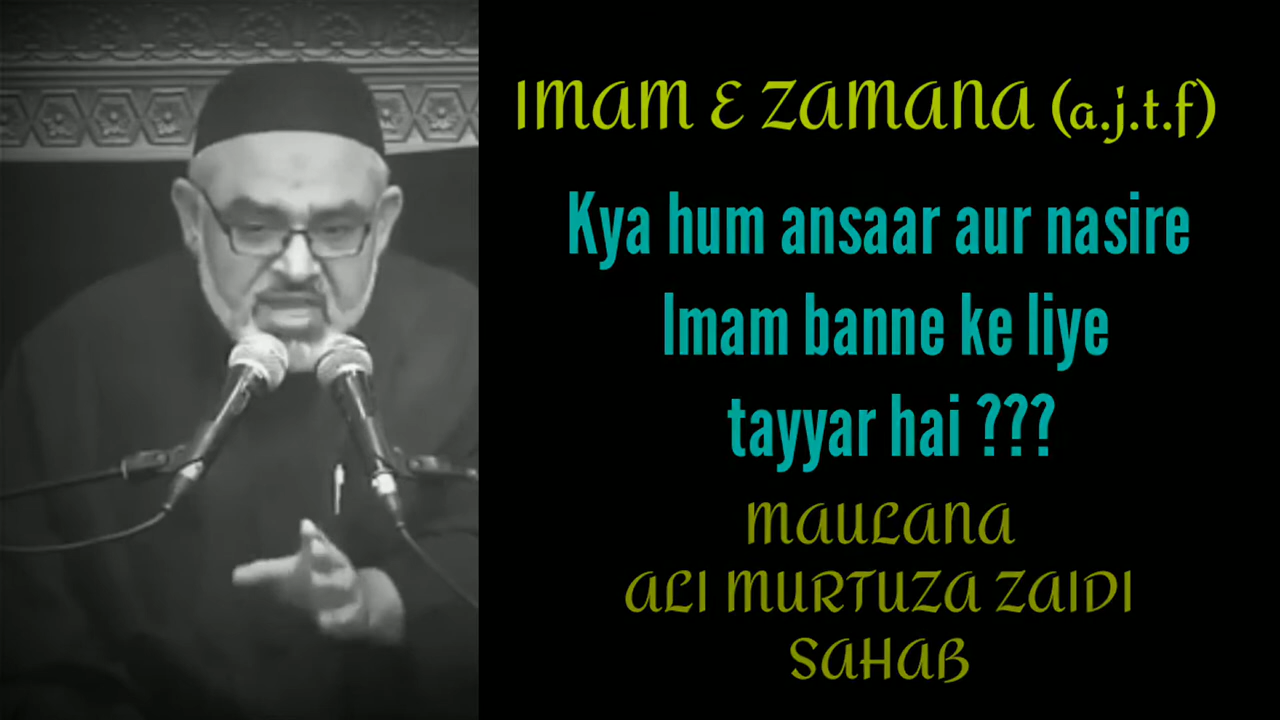 IMAM E ZAMANA (a.j.t.f)
Kya hum ansaar aur nasire
Imam banne ke liye
tayyar hai ???
MAULANA
ALI MURTUZA ZAIDI
SAHAB